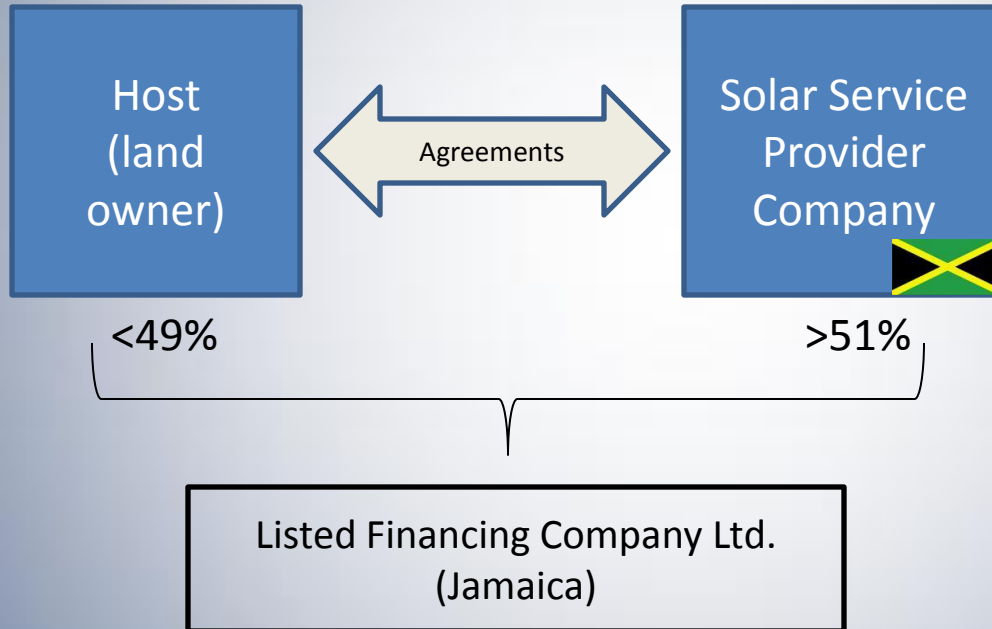 Host
(land
owner)
Agreements
Solar Service
Provider
Company
<49%
>51%
Listed Financing Company Ltd.
(Jamaica)